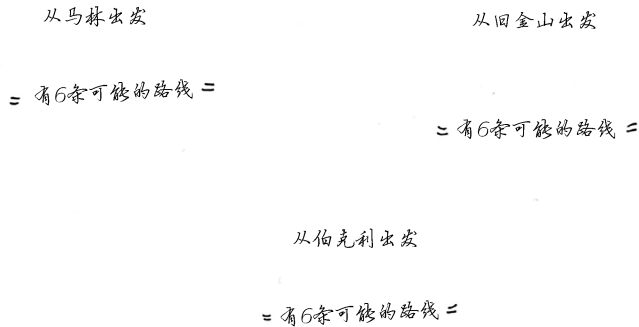 从马林出发
= 有6条可能的路线 =
从旧金山出发
= 有6条可能的路线 =
从伯克利出发
= 有6条可能的路线 =